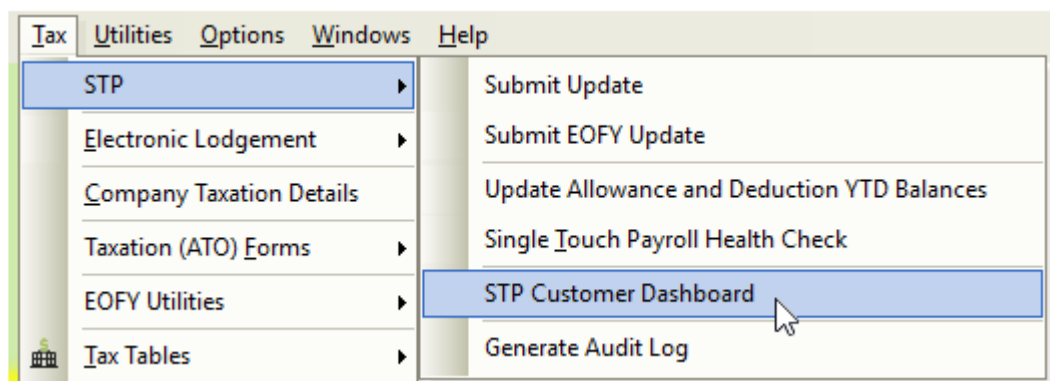 Tax Utilities Options Windows Help
STP
Electronic Lodgement
Company Taxation Details
Taxation (ATO) Forms
EOFY Utilities
Tax Tables
Submit Update
Submit EOFY Update
Update Allowance and Deduction YTD Balances
Single Touch Payroll Health Check
STP Customer Dashboard
Generate Audit Log